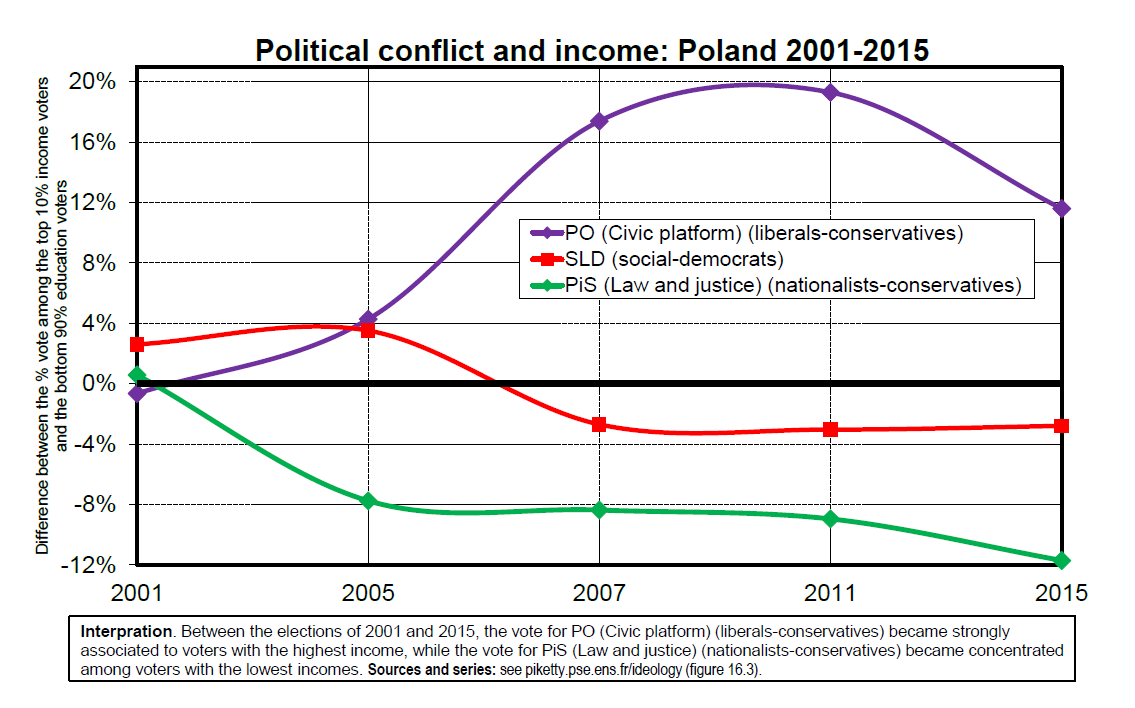 Political conflict and income: Poland 2001-2015
Difference between the % vote among the top 10% income voters
and the bottom 90% education voters
20%
16%
12%
8%
4%
0%
-4%
-8%
-12%
PO (Civic platform) (liberals-conservatives)
SLD (social-democrats)
PiS (Law and justice) (nationalists-conservatives)
2001 2005 2007 2011 2015
Interpration. Between the elections of 2001 and 2015, the vote for PO (Civic platform) (liberals-conservatives) became strongly
associated to voters with the highest income, while the vote for PiS (Law and justice) (nationalists-conservatives) became concentrated
among voters with the lowest incomes. Sources and series: see piketty.pse.ens.fr/ideology (figure 16.3).